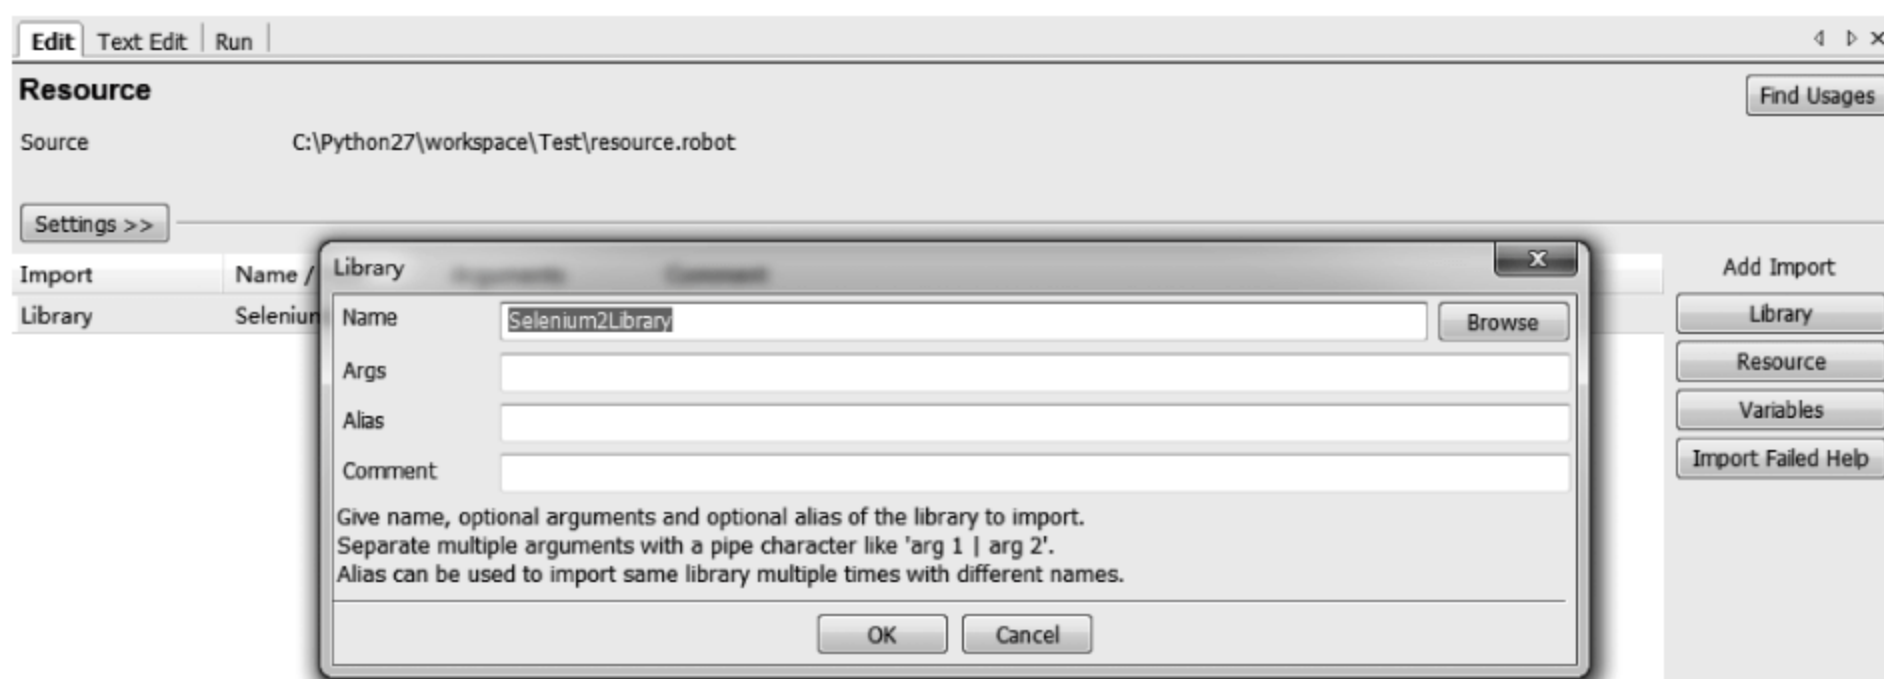 Edit Text Edit Run
Resource
Find Usages
Source C:\Python27\workspace\Test\resource.robot
Settings >>
Import Name / Arguments Comment
Library Selenium
Library
Name Selenium2Library Browse
Args
Alias
Comment
Give name, optional arguments and optional alias of the library to import.
Separate multiple arguments with a pipe character like 'arg 1 | arg 2'.
Alias can be used to import same library multiple times with different names.
OK Cancel
Add Import
Library
Resource
Variables
Import Failed Help